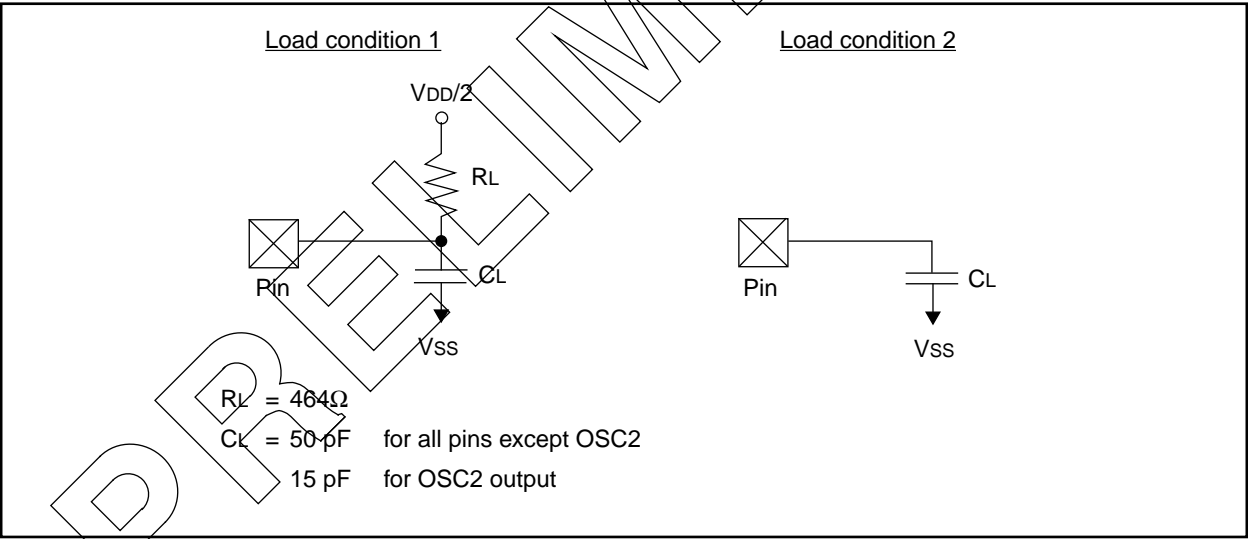 Load condition 1
Load condition 2
VDD/2
RL
Pin
CL
VSS
Pin
CL
VSS
RL = 464Ω
CL = 50 pF for all pins except OSC2
15 pF for OSC2 output
PRELIM